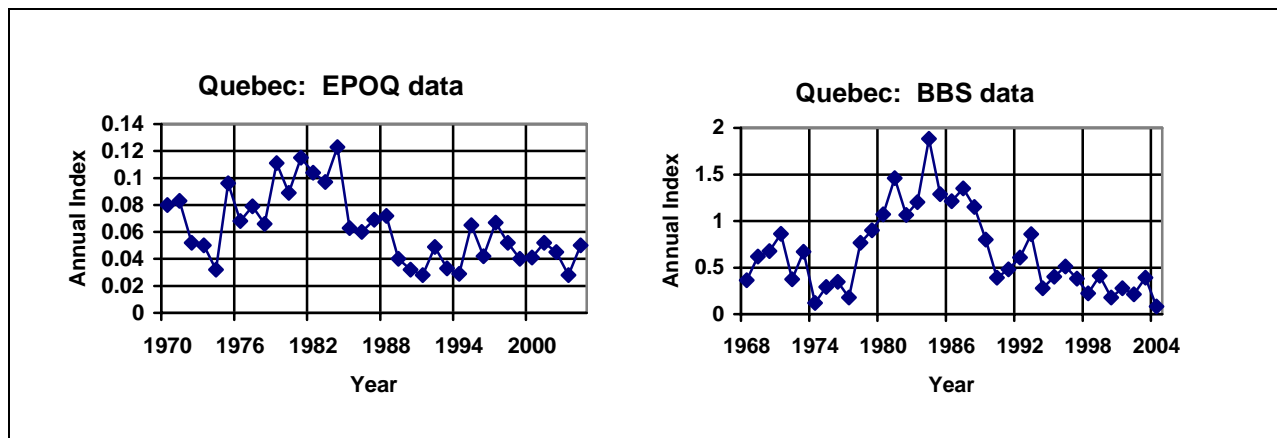 Quebec: EPOQ data
0.14
0.12
0.1
0.08
0.06
0.04
0.02
0
Annual Index
1970 1976 1982 1988 1994 2000
Year
Quebec: BBS data
2
1.5
1
0.5
0
Annual Index
1968 1974 1980 1986 1992 1998 2004
Year